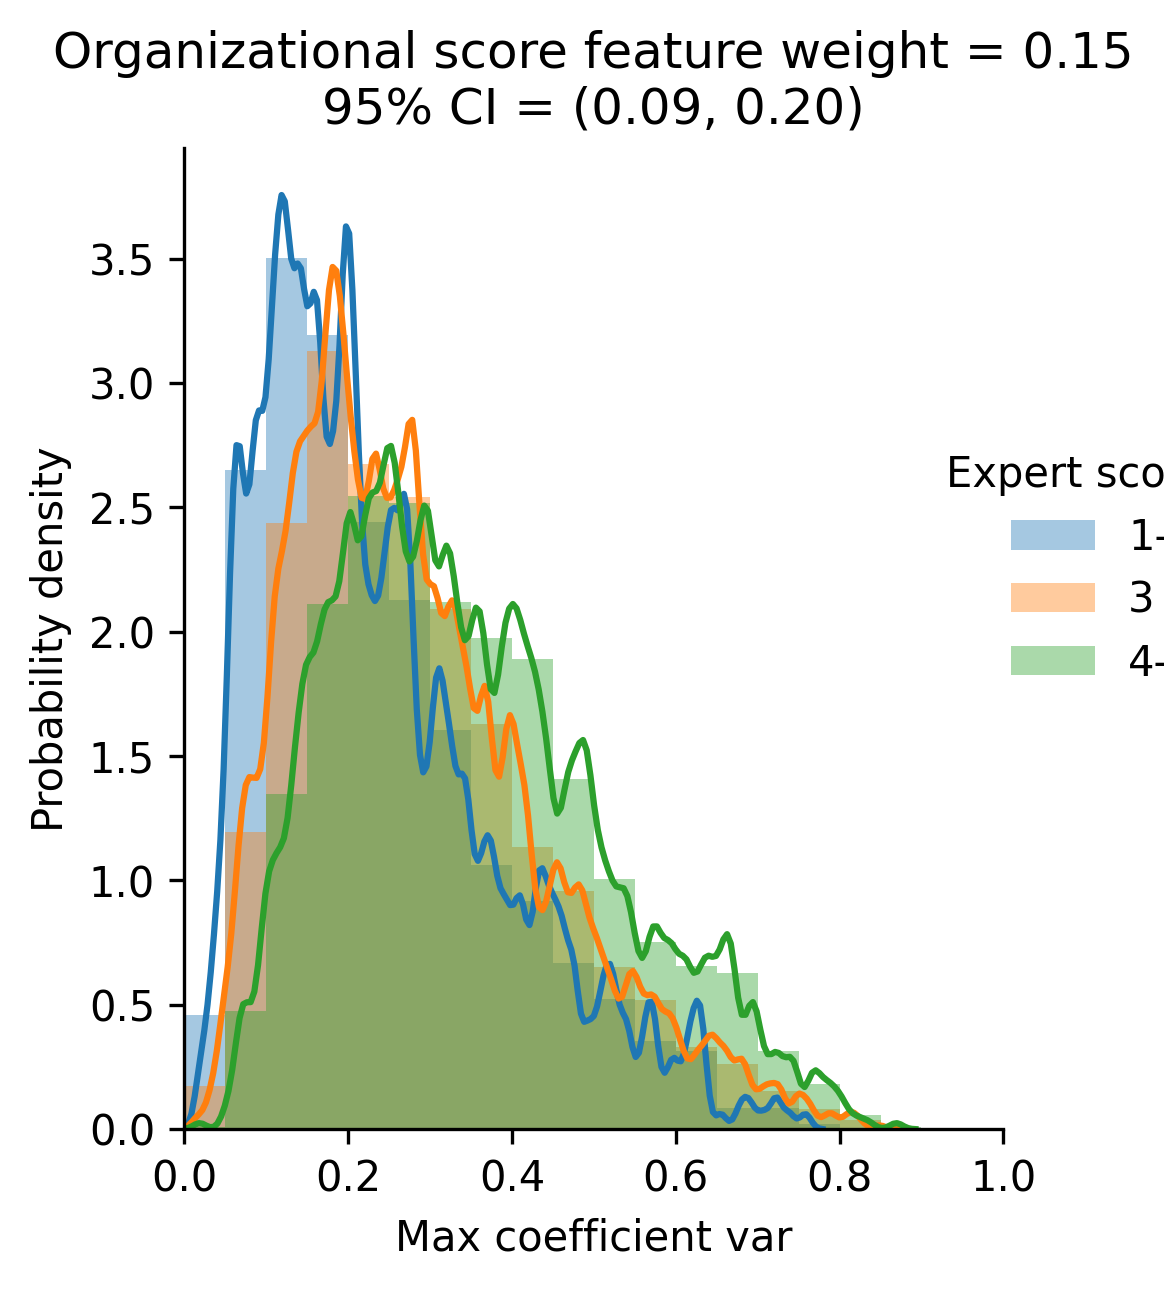 Organizational score feature weight = 0.15
95% CI = (0.09, 0.20)
3.5
3.0
2.5
2.0
1.5
1.0
0.5
0.0
Probability density
0.0 0.2 0.4 0.6 0.8 1.0
Max coefficient var
Expert sco
1-
3
4-